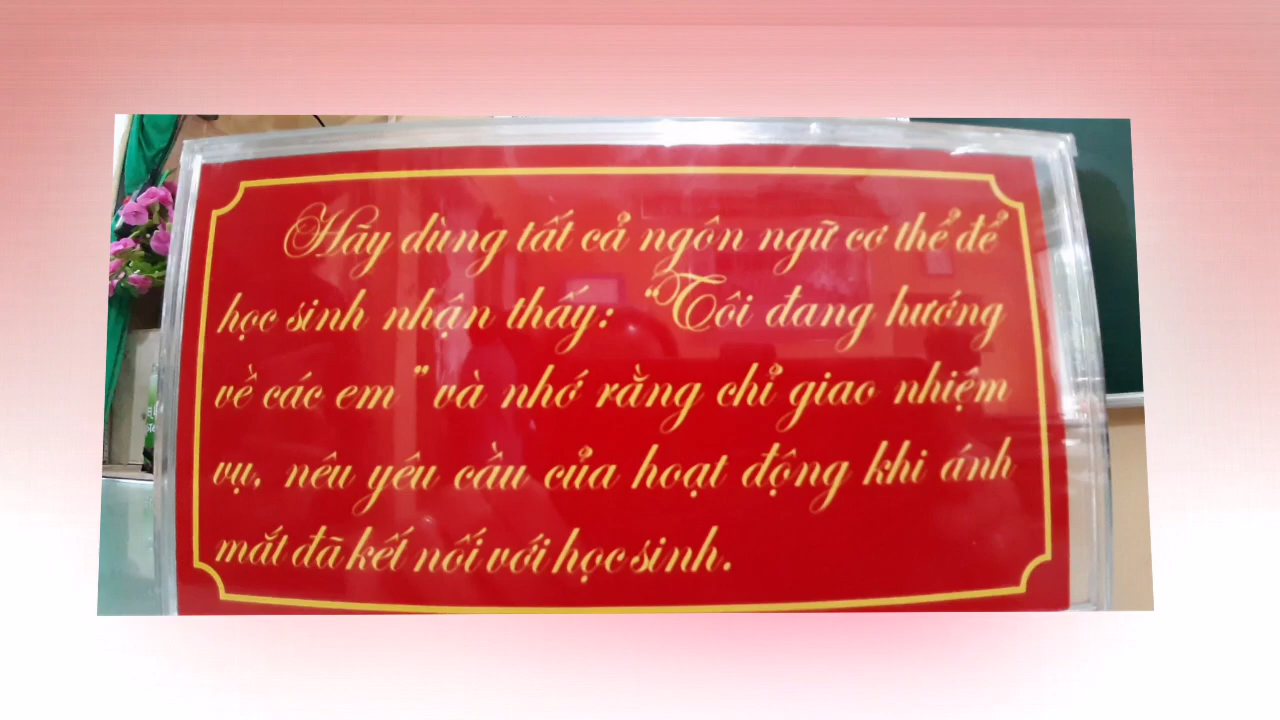 Hãy dùng tất cả ngôn ngữ cơ thể để
học sinh nhận thấy: "Tôi đang hướng
về các em" và nhớ rằng chỉ giao nhiệm
vụ, nêu yêu cầu của hoạt động khi ánh
mắt đã kết nối với học sinh.